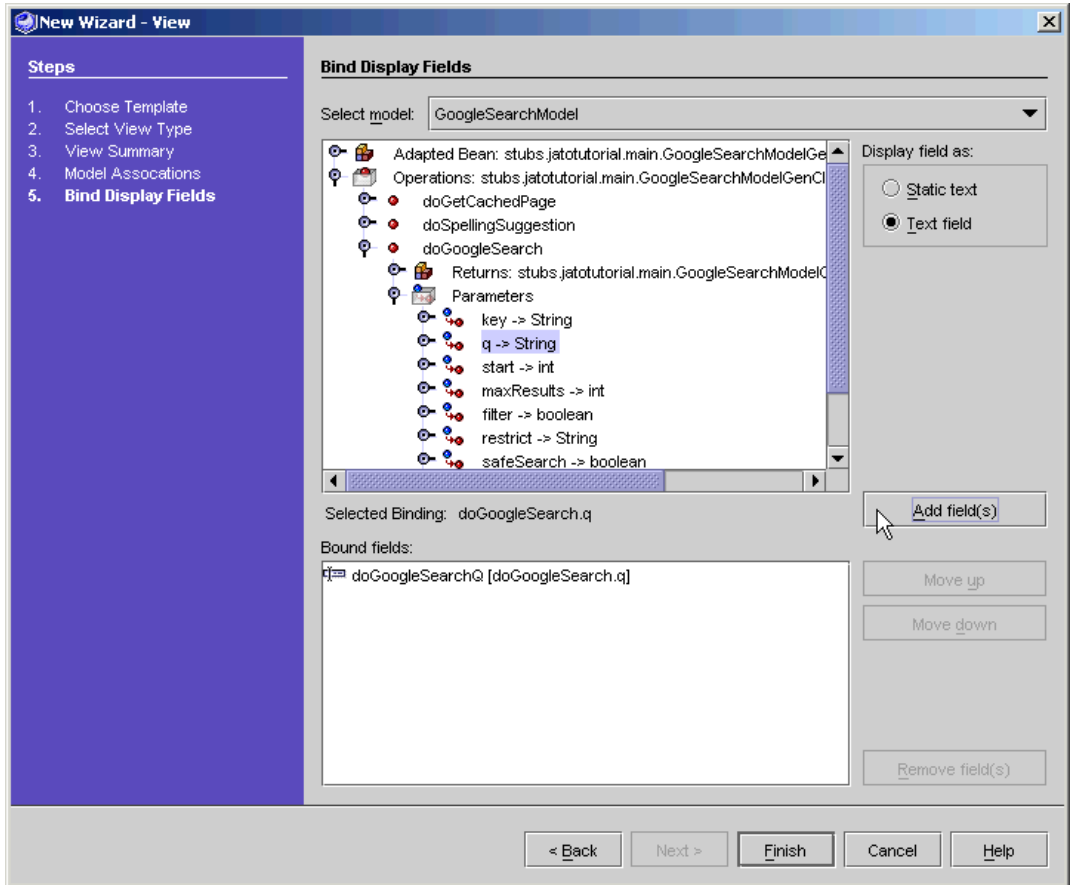 New Wizard - View
Steps
1. Choose Template
2. Select View Type
3. View Summary
4. Model Assocations
5. Bind Display Fields
Bind Display Fields
Select model: GoogleSearchModel
Adapted Bean: stubs.jatotutorial.main.GoogleSearchModelGe
Operations: stubs.jatotutorial.main.GoogleSearchModelGenCl
doGetCachedPage
doSpellingSuggestion
doGoogleSearch
Returns: stubs.jatotutorial.main.GoogleSearchModelG
Parameters
key -> String
q -> String
start -> int
maxResults -> int
filter -> boolean
restrict -> String
safeSearch -> boolean
Display field as:
Static text
Text field
Selected Binding: doGoogleSearch.q
Add field(s)
Bound fields:
doGoogleSearchQ [doGoogleSearch.q]
Move up
Move down
Remove field(s)
< Back
Next >
Finish
Cancel
Help